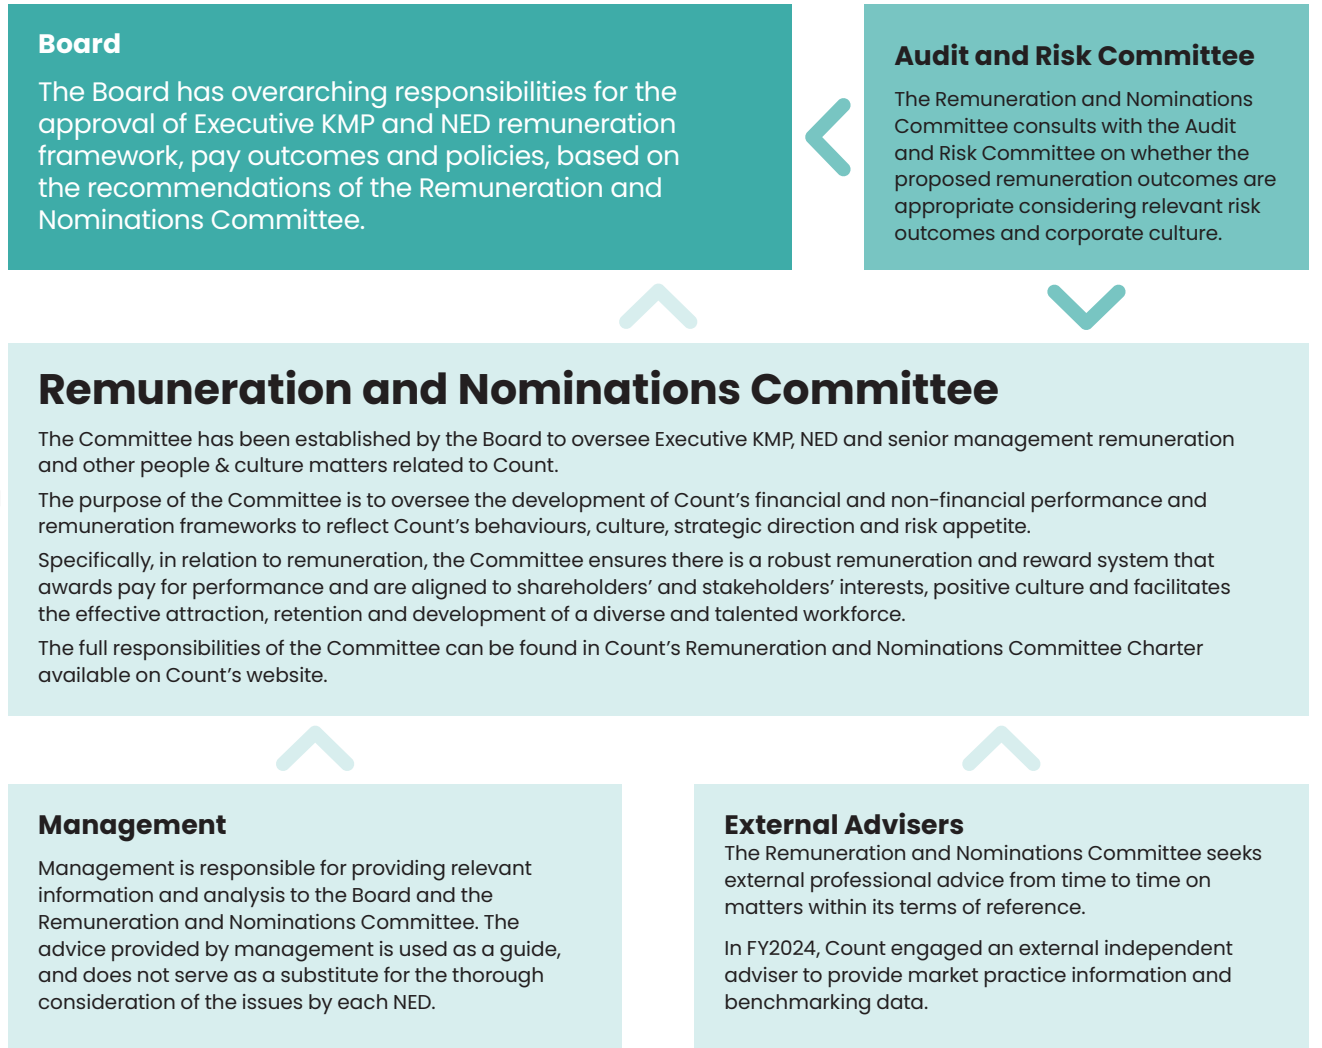 Board
The Board has overarching responsibilities for the
approval of Executive KMP and NED remuneration
framework, pay outcomes and policies, based on
the recommendations of the Remuneration and
Nominations Committee.
Audit and Risk Committee
The Remuneration and Nominations
Committee consults with the Audit
and Risk Committee on whether the
proposed remuneration outcomes are
appropriate considering relevant risk
outcomes and corporate culture.
Remuneration and Nominations Committee
The Committee has been established by the Board to oversee Executive KMP, NED and senior management remuneration
and other people & culture matters related to Count.
The purpose of the Committee is to oversee the development of Count’s financial and non-financial performance and
remuneration frameworks to reflect Count’s behaviours, culture, strategic direction and risk appetite.
Specifically, in relation to remuneration, the Committee ensures there is a robust remuneration and reward system that
awards pay for performance and are aligned to shareholders’ and stakeholders’ interests, positive culture and facilitates
the effective attraction, retention and development of a diverse and talented workforce.
The full responsibilities of the Committee can be found in Count’s Remuneration and Nominations Committee Charter
available on Count’s website.
Management
Management is responsible for providing relevant
information and analysis to the Board and the
Remuneration and Nominations Committee. The
advice provided by management is used as a guide,
and does not serve as a substitute for the thorough
consideration of the issues by each NED.
External Advisers
The Remuneration and Nominations Committee seeks
external professional advice from time to time on
matters within its terms of reference.
In FY2024, Count engaged an external independent
adviser to provide market practice information and
benchmarking data.